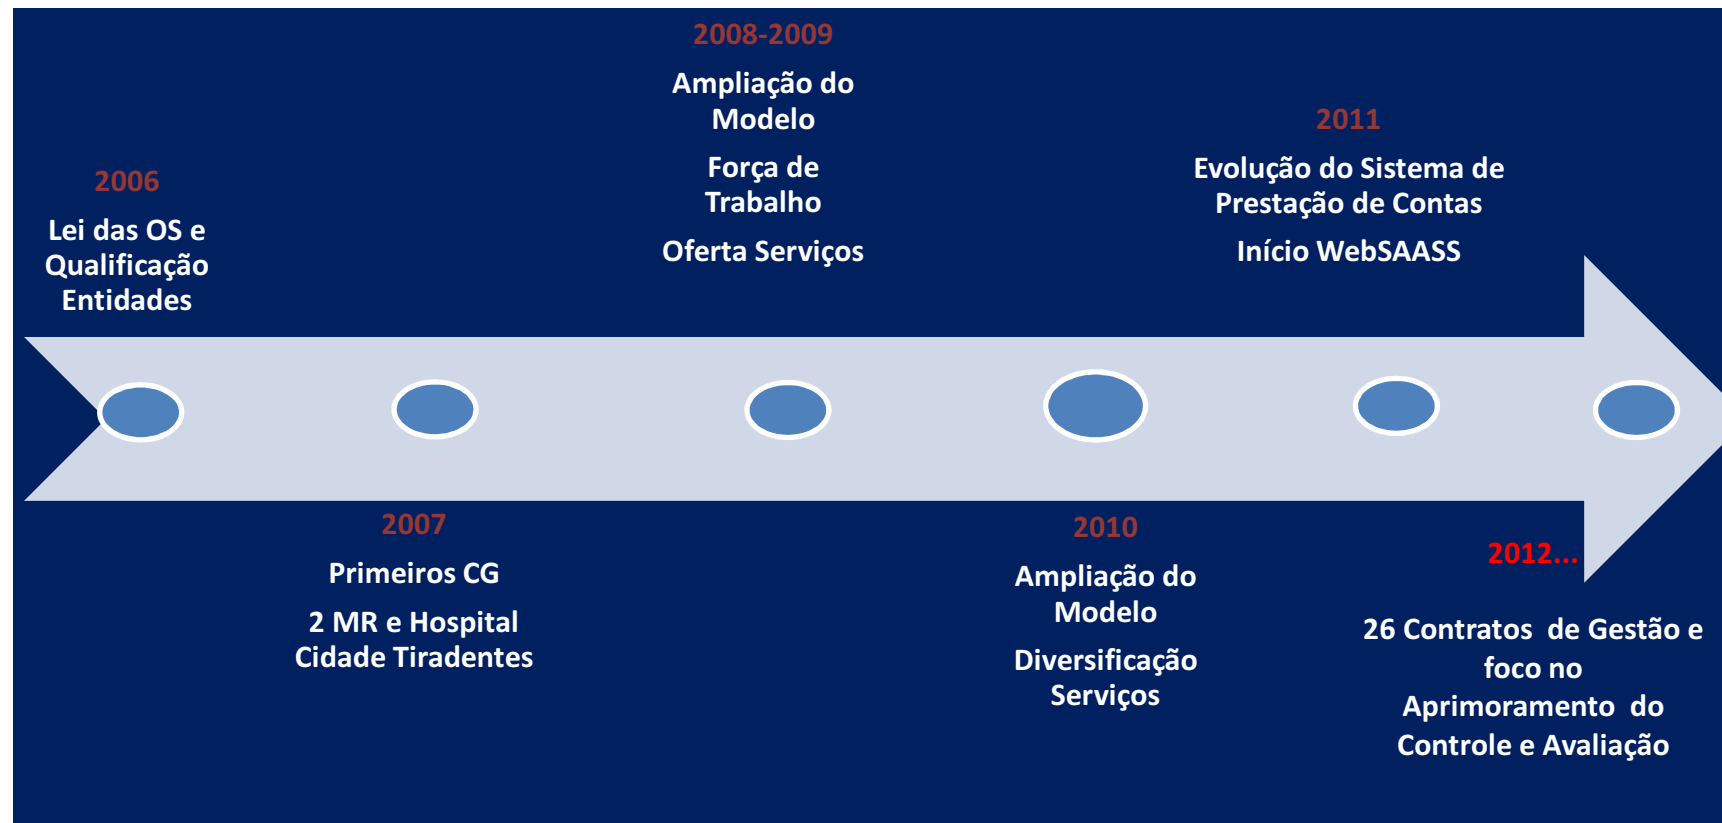 2006
Lei das OS e
Qualificação
Entidades
2007
Primeiros CG
2 MR e Hospital
Cidade Tiradentes
2008-2009
Ampliação do
Modelo
Força de
Trabalho
Oferta Serviços
2010
Ampliação do
Modelo
Diversificação
Serviços
2011
Evolução do Sistema de
Prestação de Contas
Início WebSAASS
2012...
26 Contratos de Gestão e
foco no
Aprimoramento do
Controle e Avaliação